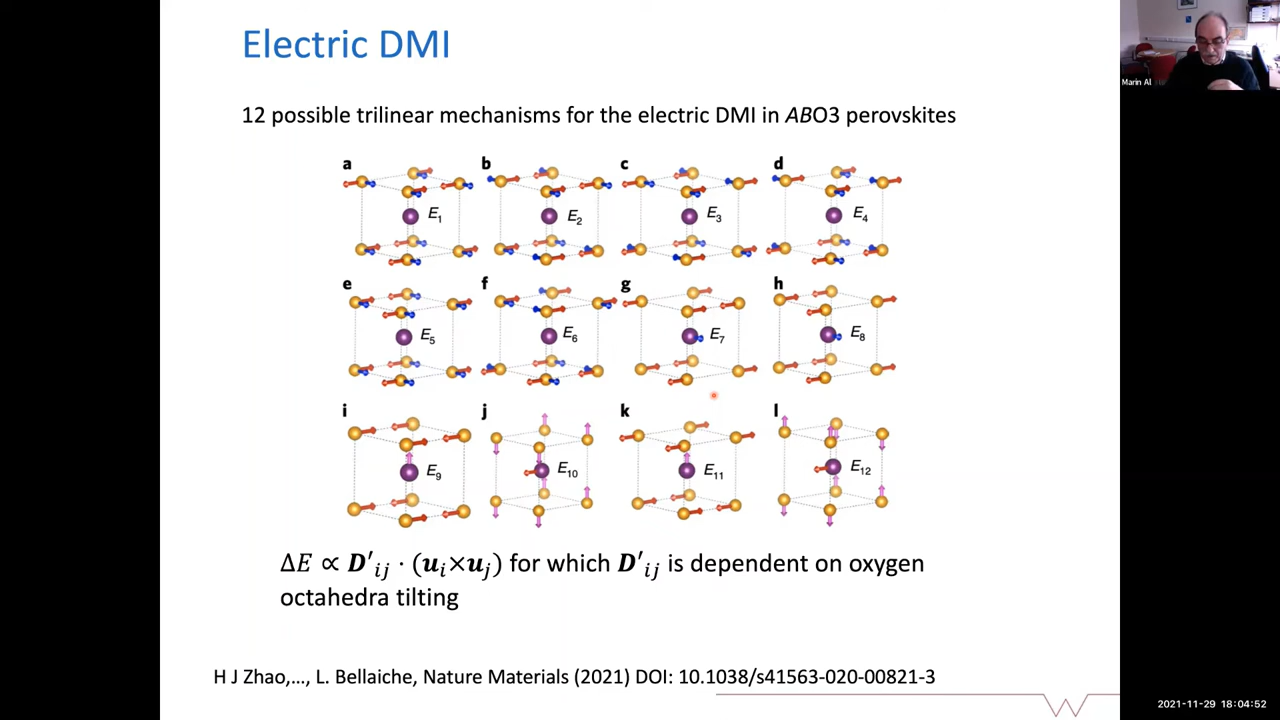 Electric DMI
Marin Al
12 possible trilinear mechanisms for the electric DMI in ABO3 perovskites
a b c d
E1 E2 E3 E4
e f g h
E5 E6 E7 E8
i j k l
E9 E10 E11 E12
ΔE ∝ D′ij · (ui×uj) for which D′ij is dependent on oxygen
octahedra tilting
H J Zhao,..., L. Bellaiche, Nature Materials (2021) DOI: 10.1038/s41563-020-00821-3
2021-11-29 18:04:52